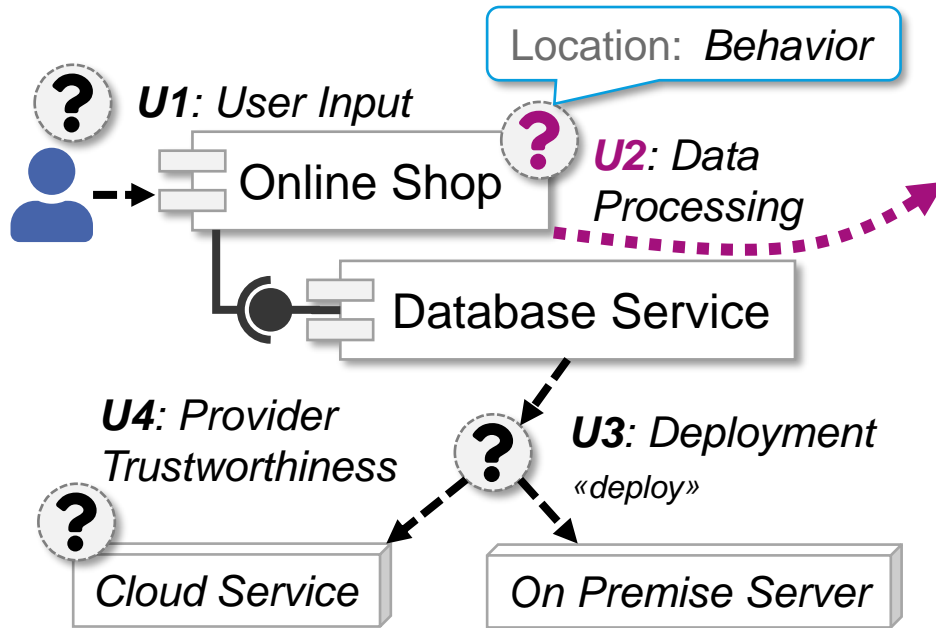 Location: Behavior
?
U1: User Input
?
Online Shop
U2: Data
Processing
Database Service
U4: Provider
Trustworthiness
?
U3: Deployment
«deploy»
?
Cloud Service
On Premise Server